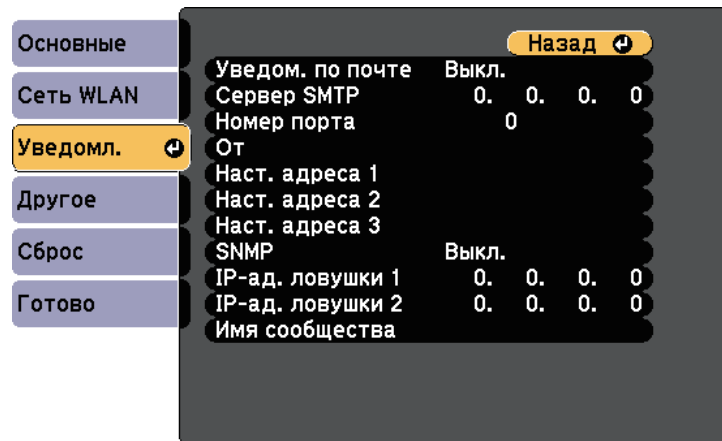 Основные
Сеть WLAN
Уведомл.
Другое
Сброс
Готово
Назад
Уведом. по почте Выкл.
Сервер SMTP 0. 0. 0. 0
Номер порта 0
От
Наст. адреса 1
Наст. адреса 2
Наст. адреса 3
SNMP Выкл.
IP-ад. ловушки 1 0. 0. 0. 0
IP-ад. ловушки 2 0. 0. 0. 0
Имя сообщества